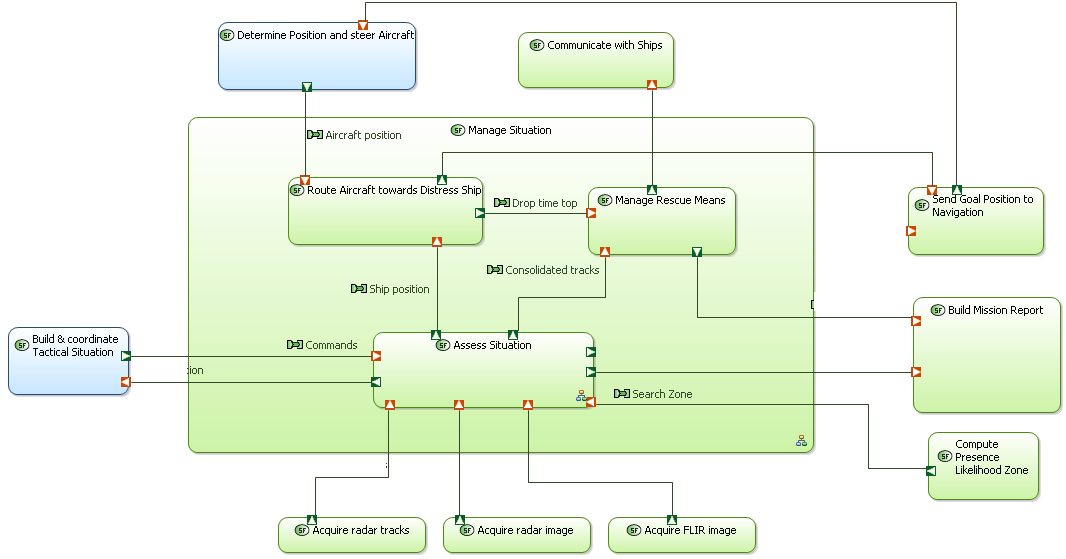 SF Determine Position and steer Aircraft
SF Communicate with Ships
SF Manage Situation
Aircraft position
SF Route Aircraft towards Distress Ship
Drop time top
SF Manage Rescue Means
SF Send Goal Position to
Navigation
Consolidated tracks
Ship position
SF Build Mission Report
SF Build & coordinate
Tactical Situation
Commands
SF Assess Situation
:ion
Search Zone
SF Compute
Presence
Likelihood Zone
SF Acquire radar tracks
SF Acquire radar image
SF Acquire FLIR image